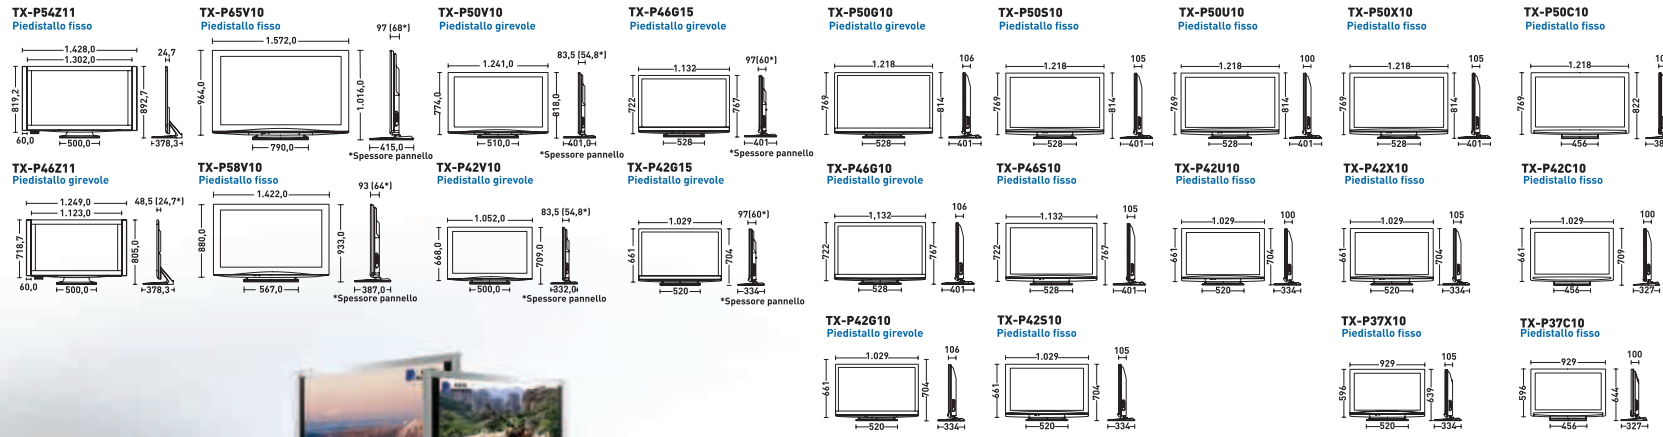 TX-P54Z11
Piedistallo fisso
1.428,0
1.302,0
24,7
819,2
892,7
60,0
500,0
378,3
TX-P65V10
Piedistallo fisso
1.572,0
97 (68*)
964,0
1.016,0
790,0
415,0
*Spessore pannello
TX-P50V10
Piedistallo girevole
1.241,0
83,5 (54,8*)
774,0
818,0
510,0
401,0
*Spessore pannello
TX-P46G15
Piedistallo girevole
1.132
97(60*)
722
767
528
401
*Spessore pannello
TX-P50G10
Piedistallo girevole
1.218
106
769
814
528
401
TX-P50S10
Piedistallo fisso
1.218
105
769
814
528
401
TX-P50U10
Piedistallo fisso
1.218
100
769
814
528
401
TX-P50X10
Piedistallo fisso
1.218
105
769
814
528
401
TX-P50C10
Piedistallo fisso
1.218
769
822
456
TX-P46Z11
Piedistallo girevole
1.249,0
1.123,0
48,5 (24,7*)
718,7
805,0
60,0
500,0
378,3
TX-P58V10
Piedistallo fisso
1.422,0
93 (64*)
880,0
933,0
567,0
387,0
*Spessore pannello
TX-P42V10
Piedistallo girevole
1.052,0
83,5 (54,8*)
668,0
709,0
500,0
332,0
*Spessore pannello
TX-P42G15
Piedistallo girevole
1.029
97(60*)
661
704
520
334
*Spessore pannello
TX-P46G10
Piedistallo girevole
1,132
106
722
767
528
401
TX-P46S10
Piedistallo fisso
1.132
105
722
767
528
401
TX-P42U10
Piedistallo fisso
1.029
100
661
704
520
334
TX-P42X10
Piedistallo fisso
1.029
105
661
704
520
334
TX-P42C10
Piedistallo fisso
1.029
100
661
709
456
327
TX-P42G10
Piedistallo girevole
1.029
106
661
704
520
334
TX-P42S10
Piedistallo fisso
1.029
105
661
704
520
334
TX-P37X10
Piedistallo fisso
929
105
596
639
520
334
TX-P37C10
Piedistallo fisso
929
100
596
644
456
327